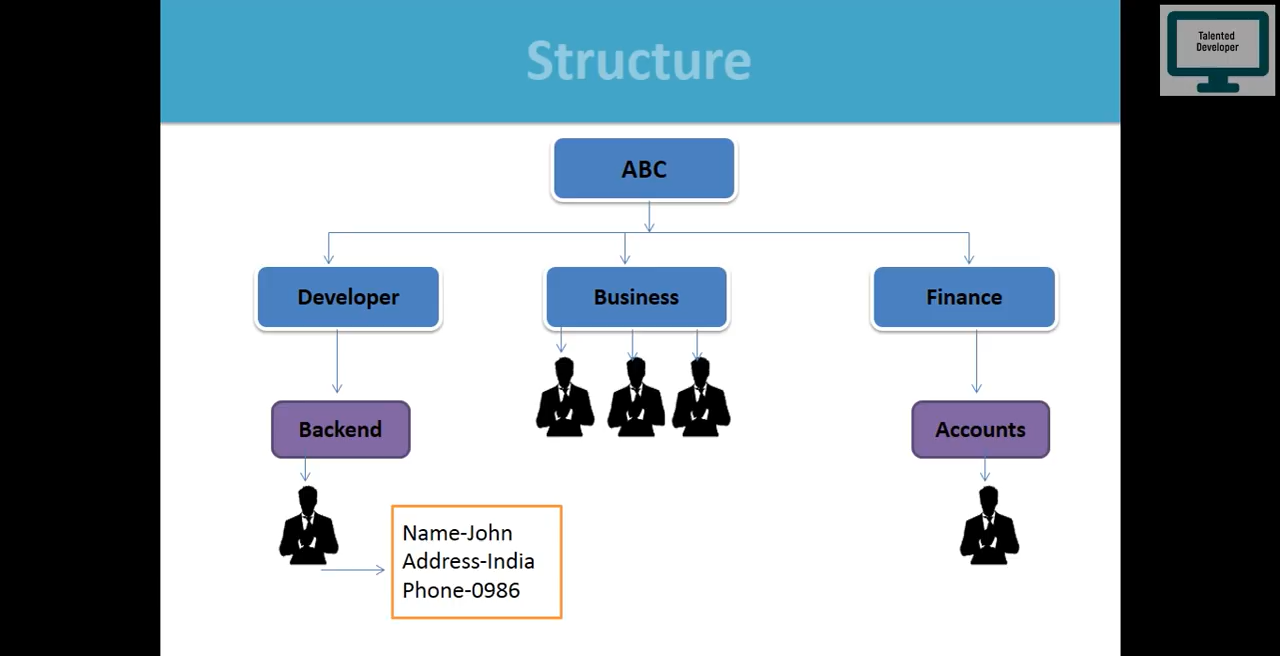 Structure
Talented
Developer
ABC
Developer
Business
Finance
Backend
Accounts
Name-John
Address-India
Phone-0986